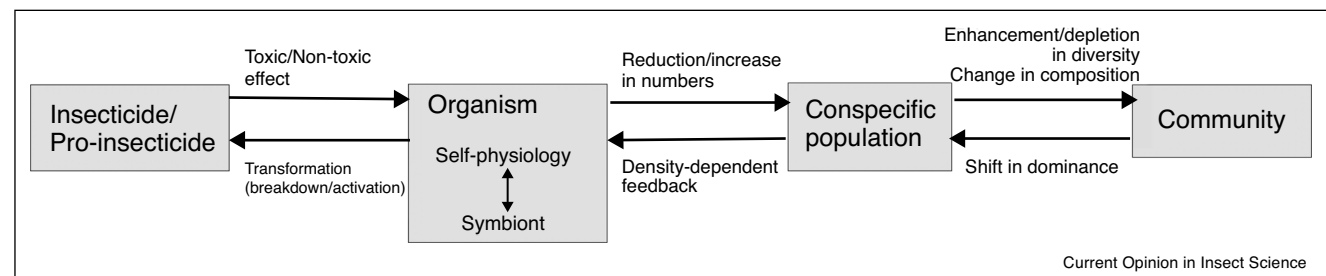 Toxic/Non-toxic
effect
Insecticide/
Pro-insecticide
Transformation
(breakdown/activation)
Organism
Self-physiology
Symbiont
Reduction/increase
in numbers
Density-dependent
feedback
Conspecific
population
Enhancement/depletion
in diversity
Change in composition
Shift in dominance
Community
Current Opinion in Insect Science